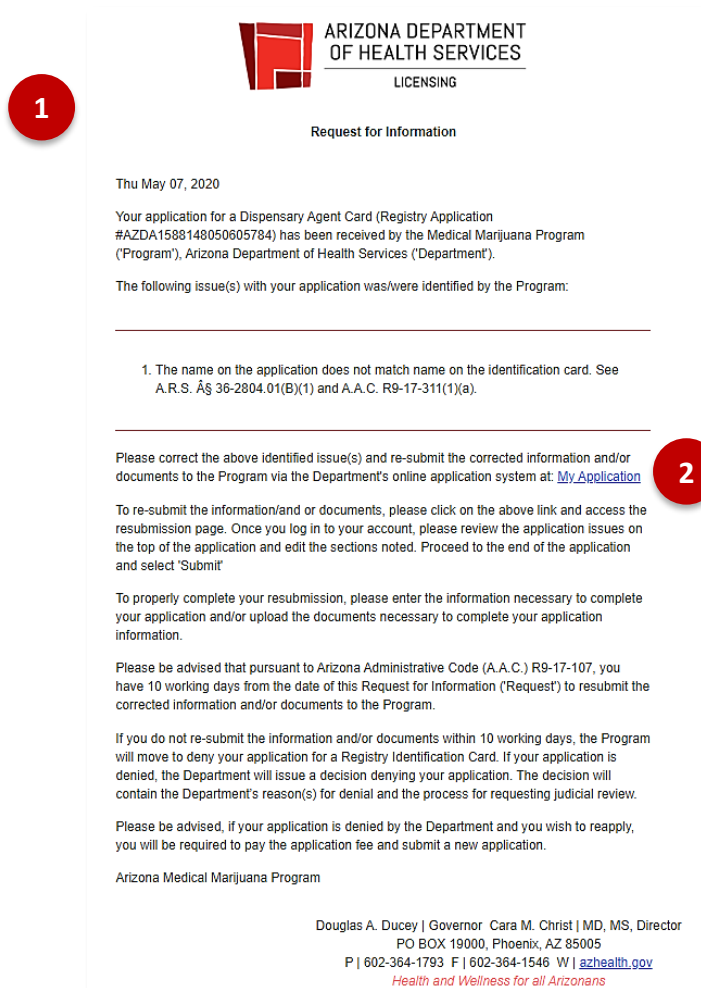 ARIZONA DEPARTMENT
OF HEALTH SERVICES
LICENSING
1
Request for Information
Thu May 07, 2020
Your application for a Dispensary Agent Card (Registry Application
#AZDA1588148050605784) has been received by the Medical Marijuana Program
('Program'), Arizona Department of Health Services ('Department').
The following issue(s) with your application was/were identified by the Program:
1. The name on the application does not match name on the identification card. See
A.R.S. Â§ 36-2804.01(B)(1) and A.A.C. R9-17-311(1)(a).
Please correct the above identified issue(s) and re-submit the corrected information and/or
documents to the Program via the Department's online application system at: My Application
2
To re-submit the information/and or documents, please click on the above link and access the
resubmission page. Once you log in to your account, please review the application issues on
the top of the application and edit the sections noted. Proceed to the end of the application
and select 'Submit'
To properly complete your resubmission, please enter the information necessary to complete
your application and/or upload the documents necessary to complete your application
information.
Please be advised that pursuant to Arizona Administrative Code (A.A.C.) R9-17-107, you
have 10 working days from the date of this Request for Information ('Request') to resubmit the
corrected information and/or documents to the Program.
If you do not re-submit the information and/or documents within 10 working days, the Program
will move to deny your application for a Registry Identification Card. If your application is
denied, the Department will issue a decision denying your application. The decision will
contain the Department's reason(s) for denial and the process for requesting judicial review.
Please be advised, if your application is denied by the Department and you wish to reapply,
you will be required to pay the application fee and submit a new application.
Arizona Medical Marijuana Program
Douglas A. Ducey | Governor Cara M. Christ | MD, MS, Director
PO BOX 19000, Phoenix, AZ 85005
P | 602-364-1793 F | 602-364-1546 W | azhealth.gov
Health and Wellness for all Arizonans